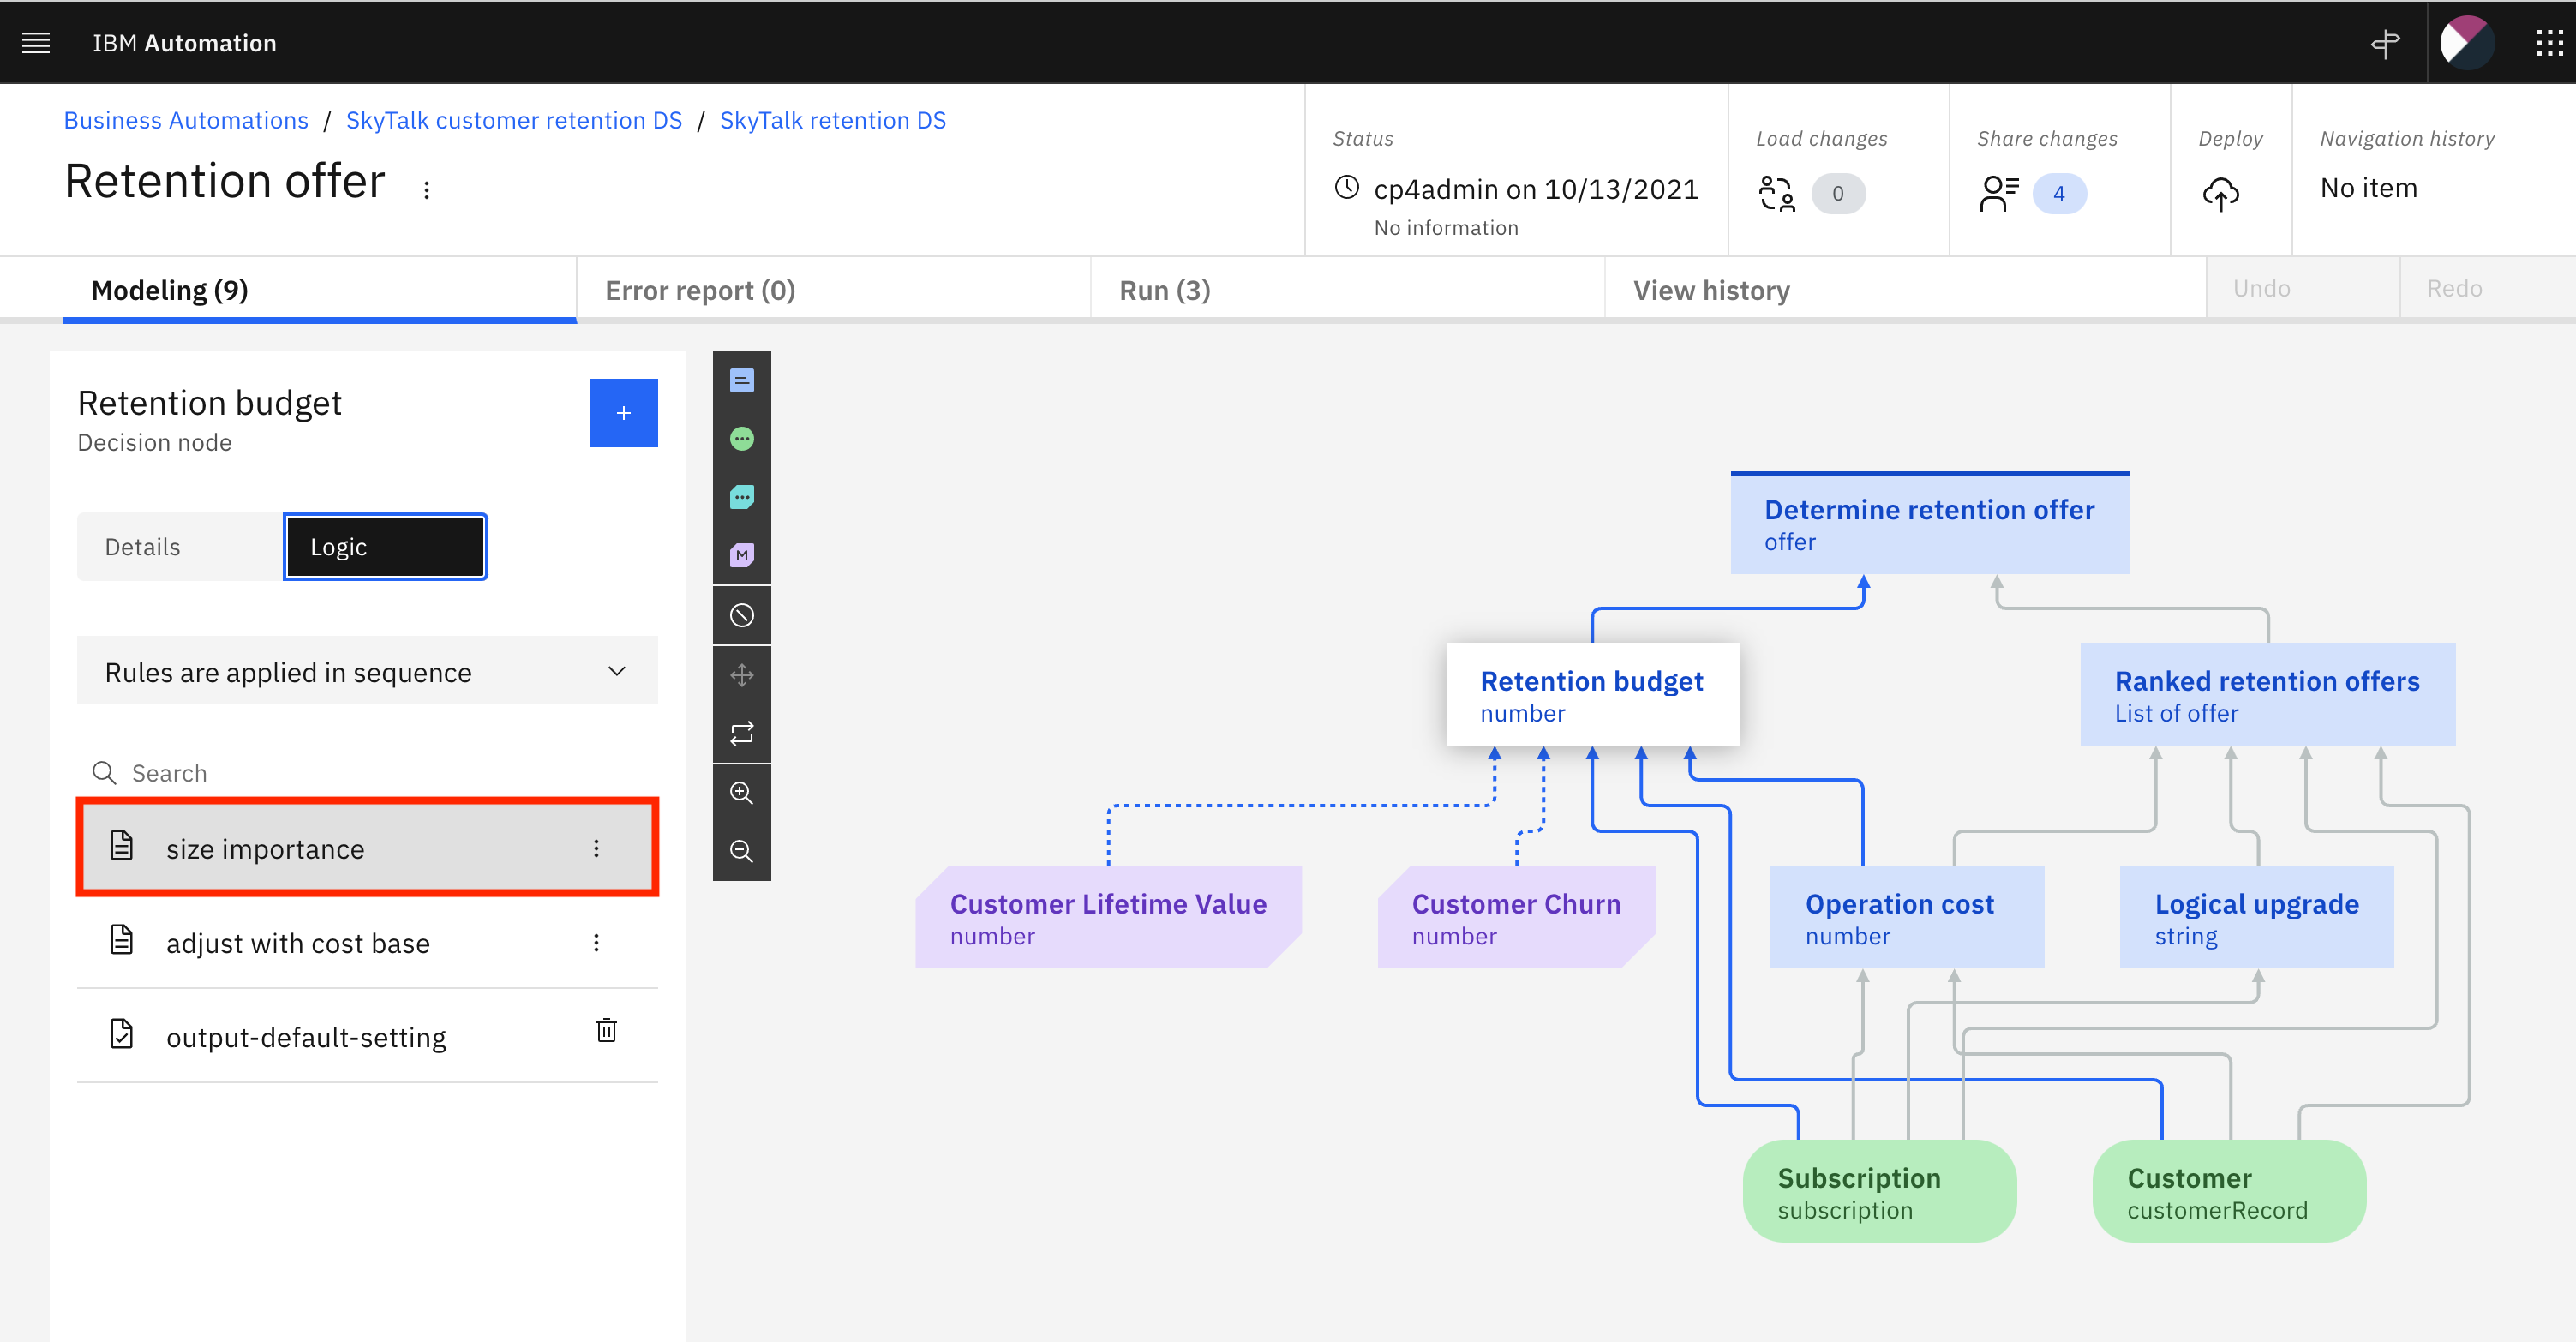 IBM Automation
Business Automations / SkyTalk customer retention DS / SkyTalk retention DS
Retention offer
Status
cp4admin on 10/13/2021
No information
Load changes
0
Share changes
4
Deploy
Navigation history
No item
Modeling (9)
Error report (0)
Run (3)
View history
Undo
Redo
Retention budget
Decision node
+
Details
Logic
Rules are applied in sequence
Search
size importance
adjust with cost base
output-default-setting
M
Determine retention offer
offer
Retention budget
number
Ranked retention offers
List of offer
Customer Lifetime Value
number
Customer Churn
number
Operation cost
number
Logical upgrade
string
Subscription
subscription
Customer
customerRecord